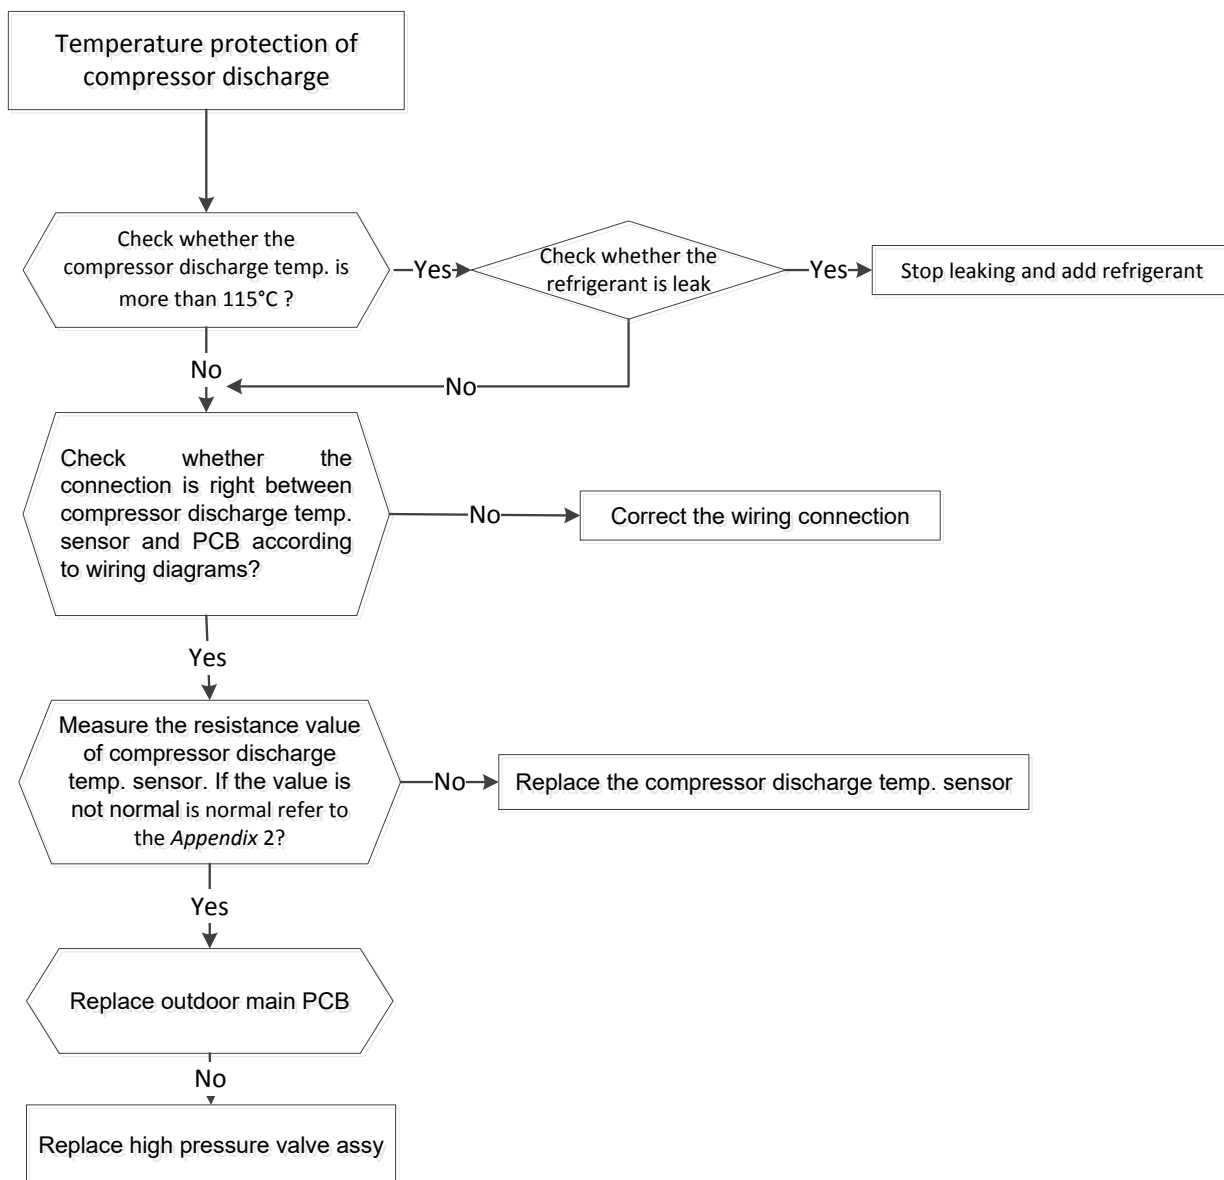 Temperature protection of
compressor discharge
Check whether the
compressor discharge temp. is
more than 115°C ?
Yes
Check whether the
refrigerant is leak
Yes
Stop leaking and add refrigerant
No
No
Check whether the
connection is right between
compressor discharge temp.
sensor and PCB according
to wiring diagrams?
No
Correct the wiring connection
Yes
Measure the resistance value
of compressor discharge
temp. sensor. If the value is
not normal is normal refer to
the Appendix 2?
No
Replace the compressor discharge temp. sensor
Yes
Replace outdoor main PCB
No
Replace high pressure valve assy